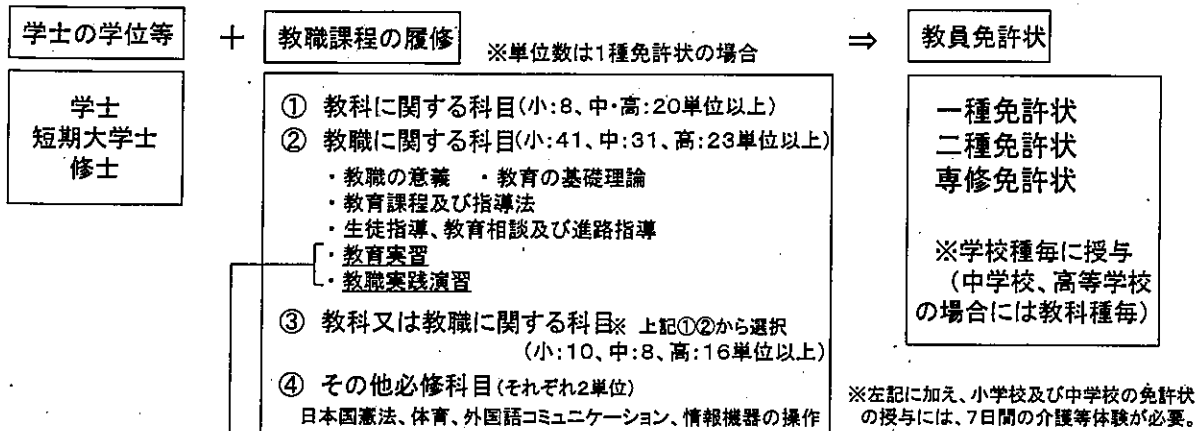 学士の学位等 + 教職課程の履修 ※単位数は1種免許状の場合 ⇒ 教員免許状
学士
短期大学士
修士
① 教科に関する科目(小:8、中・高:20単位以上)
② 教職に関する科目(小:41、中:31、高:23単位以上)
・教職の意義 ・教育の基礎理論
・教育課程及び指導法
・生徒指導、教育相談及び進路指導
・教育実習
・教職実践演習
③ 教科又は教職に関する科目※ 上記①②から選択
(小:10、中:8、高:16単位以上)
④ その他必修科目(それぞれ2単位)
日本国憲法、体育、外国語コミュニケーション、情報機器の操作
一種免許状
二種免許状
専修免許状
※学校種毎に授与
(中学校、高等学校
の場合には教科種毎)
※左記に加え、小学校及び中学校の免許状
の授与には、7日間の介護等体験が必要。